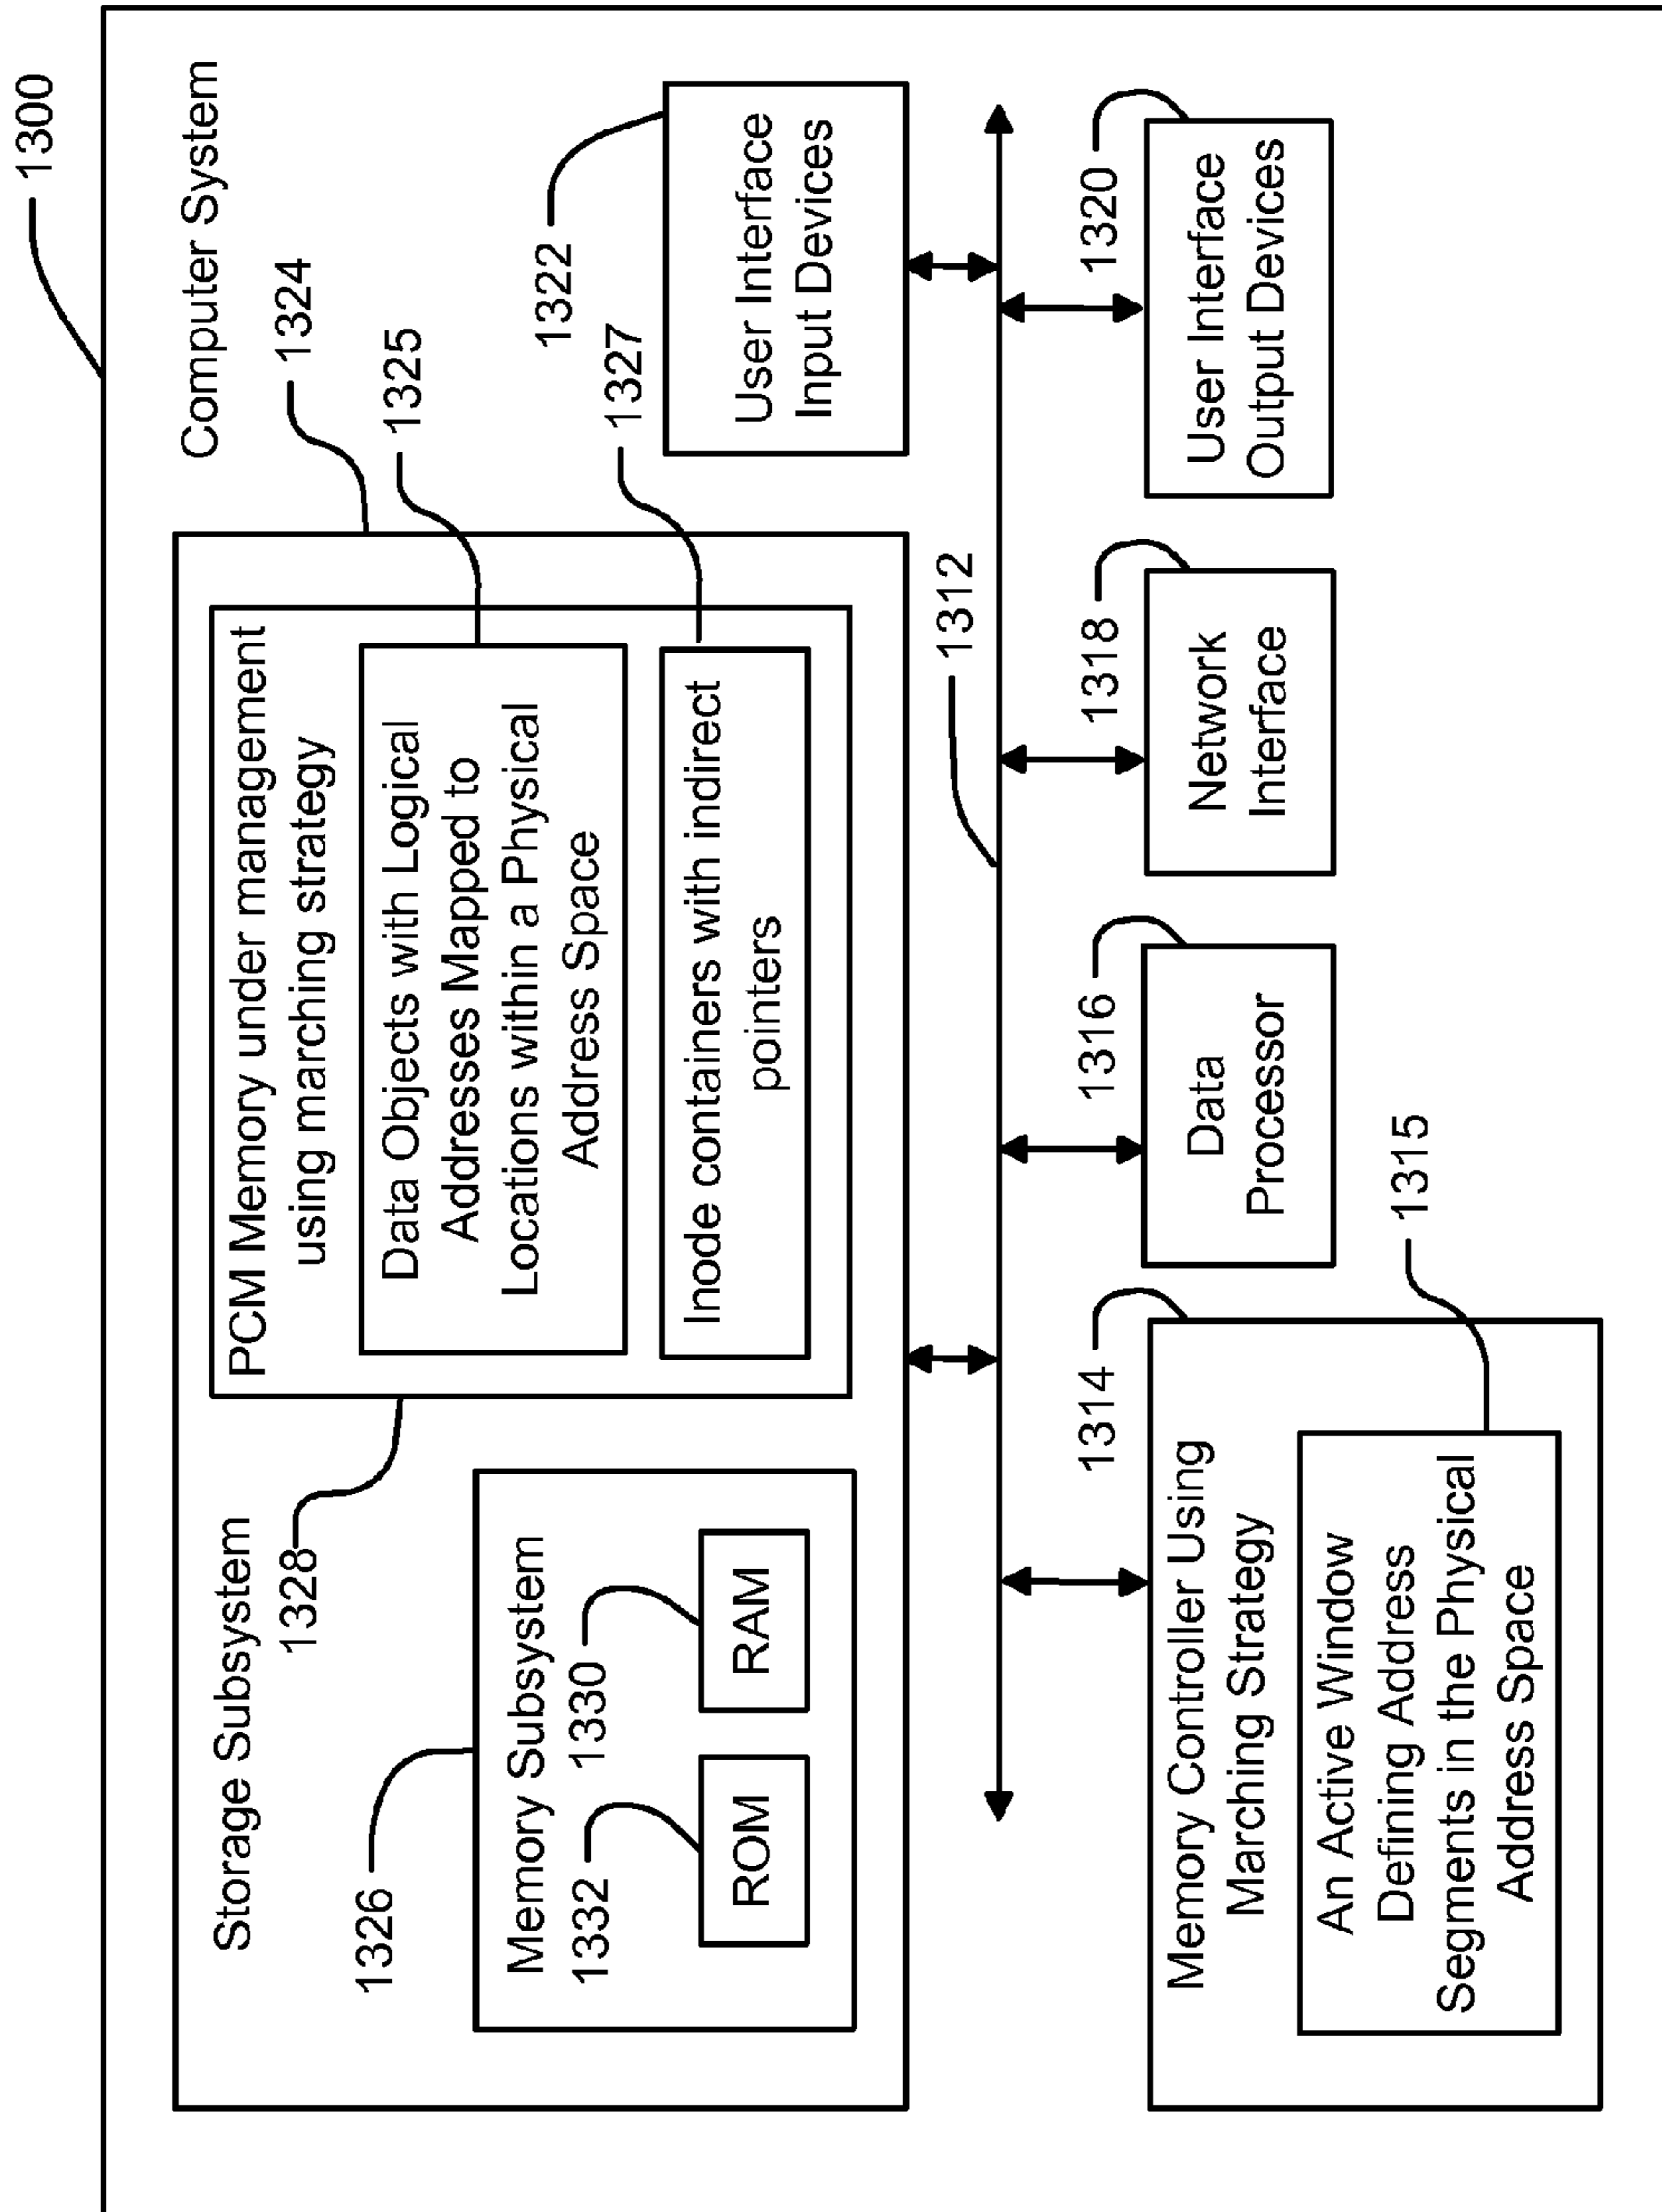 1300
Computer System
Storage Subsystem
1324
1328
PCM Memory under management
using marching strategy
1325
Data Objects with Logical
Addresses Mapped to
Locations within a Physical
Address Space
1327
Inode containers with indirect
pointers
1326
Memory Subsystem
1332
1330
ROM
RAM
1322
User Interface
Input Devices
1312
1314
Memory Controller Using
Marching Strategy
1315
An Active Window
Defining Address
Segments in the Physical
Address Space
1316
Data
Processor
1318
Network
Interface
1320
User Interface
Output Devices